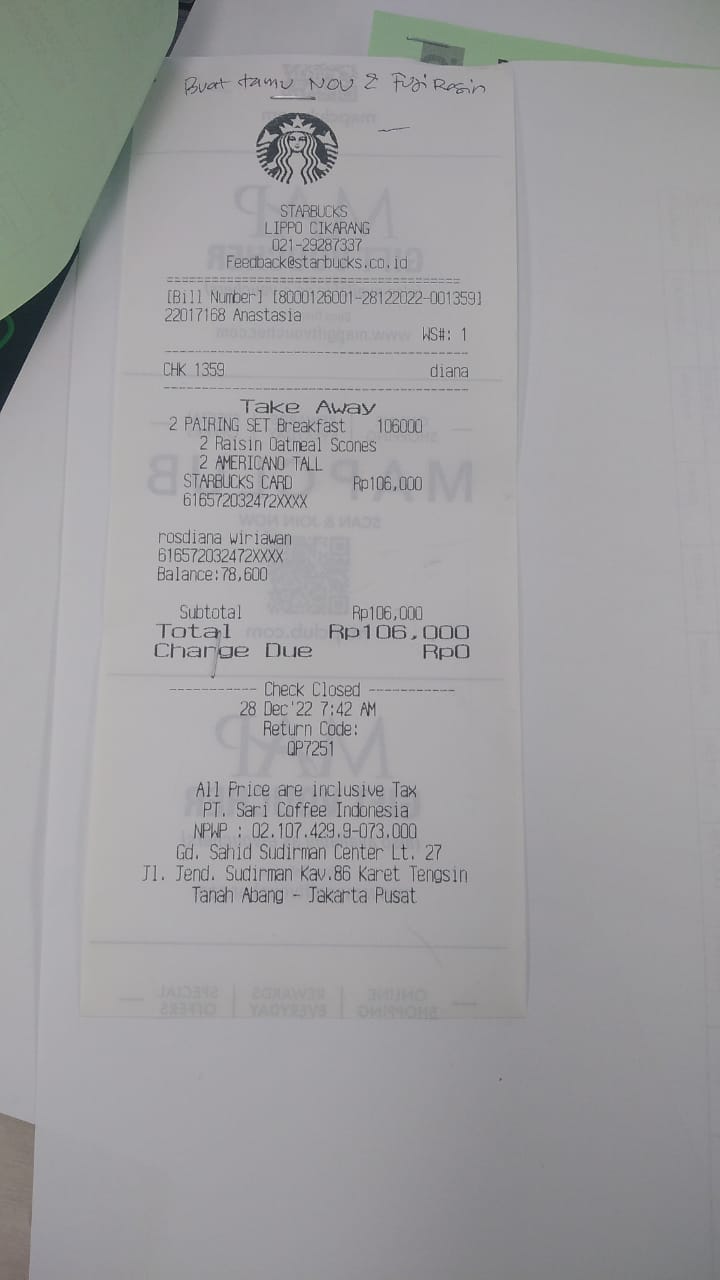 Buat tamu NOV & Fuji Resin
STARBUCKS
LIPPO CIKARANG
021-29287337
Feedback@starbucks.co.id
==========================================
[Bill Number] [8000126001-28122022-001359]
22017168 Anastasia
WS#: 1
------------------------------------------
CHK 1359 diana
------------------------------------------
Take Away
2 PAIRING SET Breakfast 106000
2 Raisin Oatmeal Scones
2 AMERICANO TALL
STARBUCKS CARD Rp106,000
616572032472XXXX
rosdiana wiriawan
616572032472XXXX
Balance:78,600
Subtotal Rp106,000
Total Rp106,000
Change Due Rp0
------------ Check Closed ------------
28 Dec'22 7:42 AM
Return Code:
QP7251
All Price are inclusive Tax
PT. Sari Coffee Indonesia
NPWP : 02.107.429.9-073.000
Gd. Sahid Sudirman Center Lt. 27
Jl. Jend. Sudirman Kav.86 Karet Tengsin
Tanah Abang - Jakarta Pusat